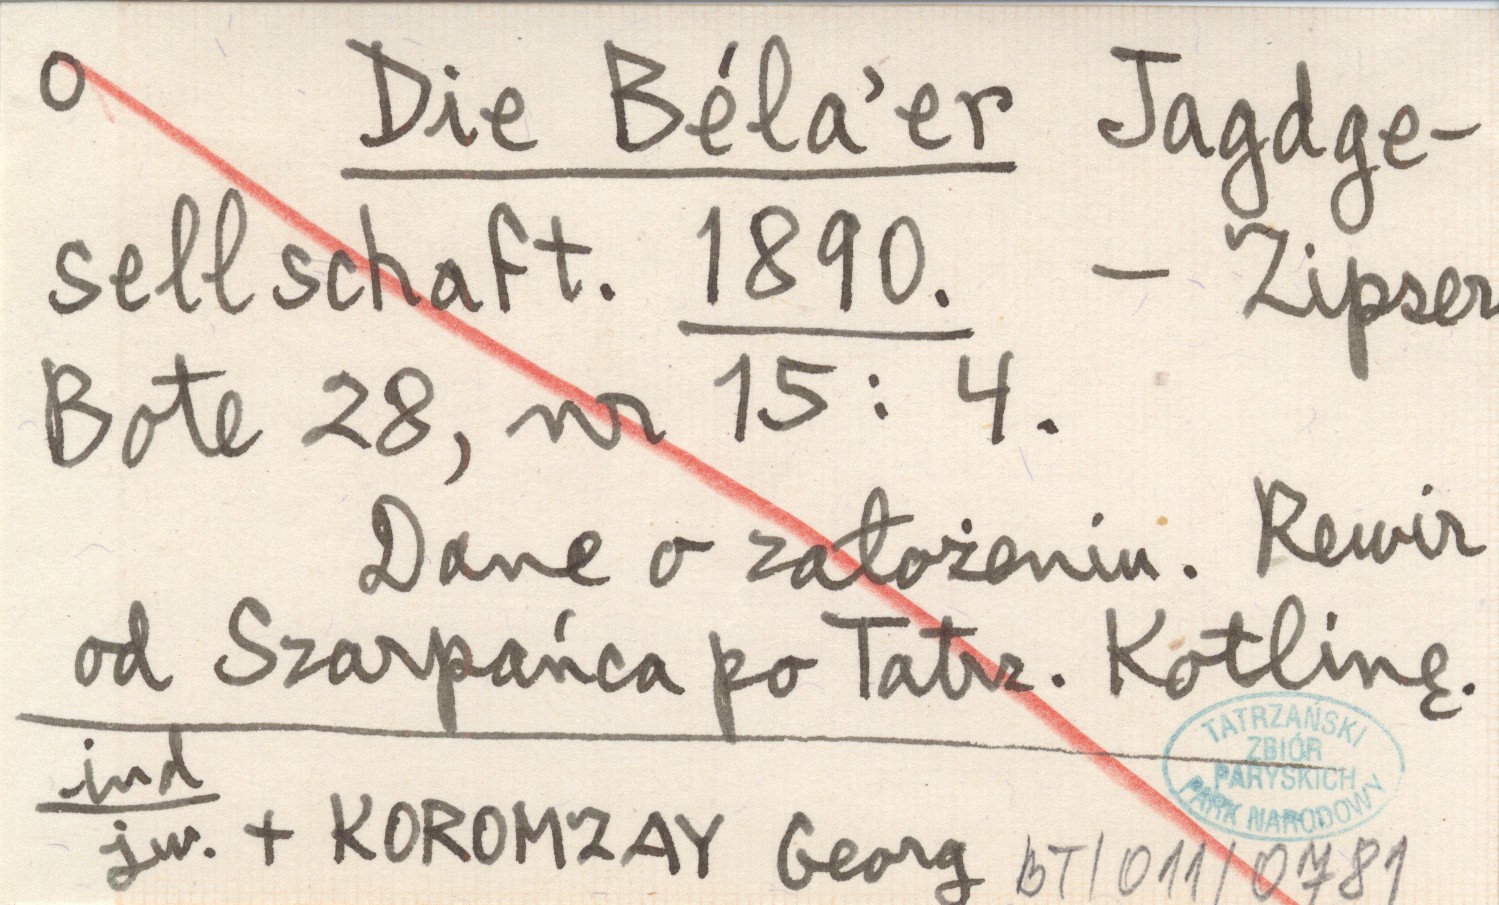 o Die Béla'er Jagdge-
sellschaft. 1890. – Zipser
Bote 28, nr 15: 4.
Dane o założeniu. Rewir
od Szarpańca po Tatrz. Kotlinę.
TATRZAŃSKI
ZBIÓR
PARYSKICH
PARK NARODOWY
ind
jw. + KOROMZAY Georg
BT/011/0781